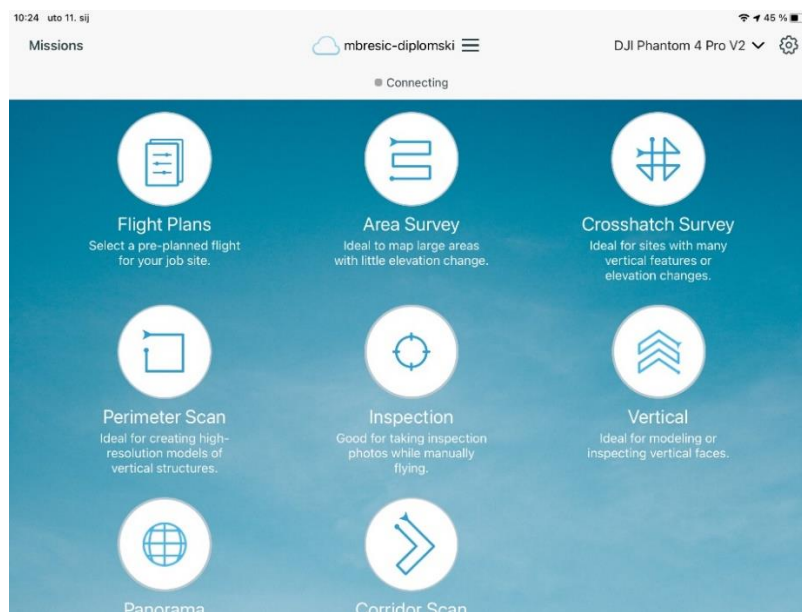 10:24 uto 11. sij
45 %
Missions
mbresic-diplomski
DJI Phantom 4 Pro V2
Connecting
Flight Plans
Select a pre-planned flight
for your job site.
Area Survey
Ideal to map large areas
with little elevation change.
Crosshatch Survey
Ideal for sites with many
vertical features or
elevation changes.
Perimeter Scan
Ideal for creating high-
resolution models of
vertical structures.
Inspection
Good for taking inspection
photos while manually
flying.
Vertical
Ideal for modeling or
inspecting vertical faces.
Panorama
Corridor Scan